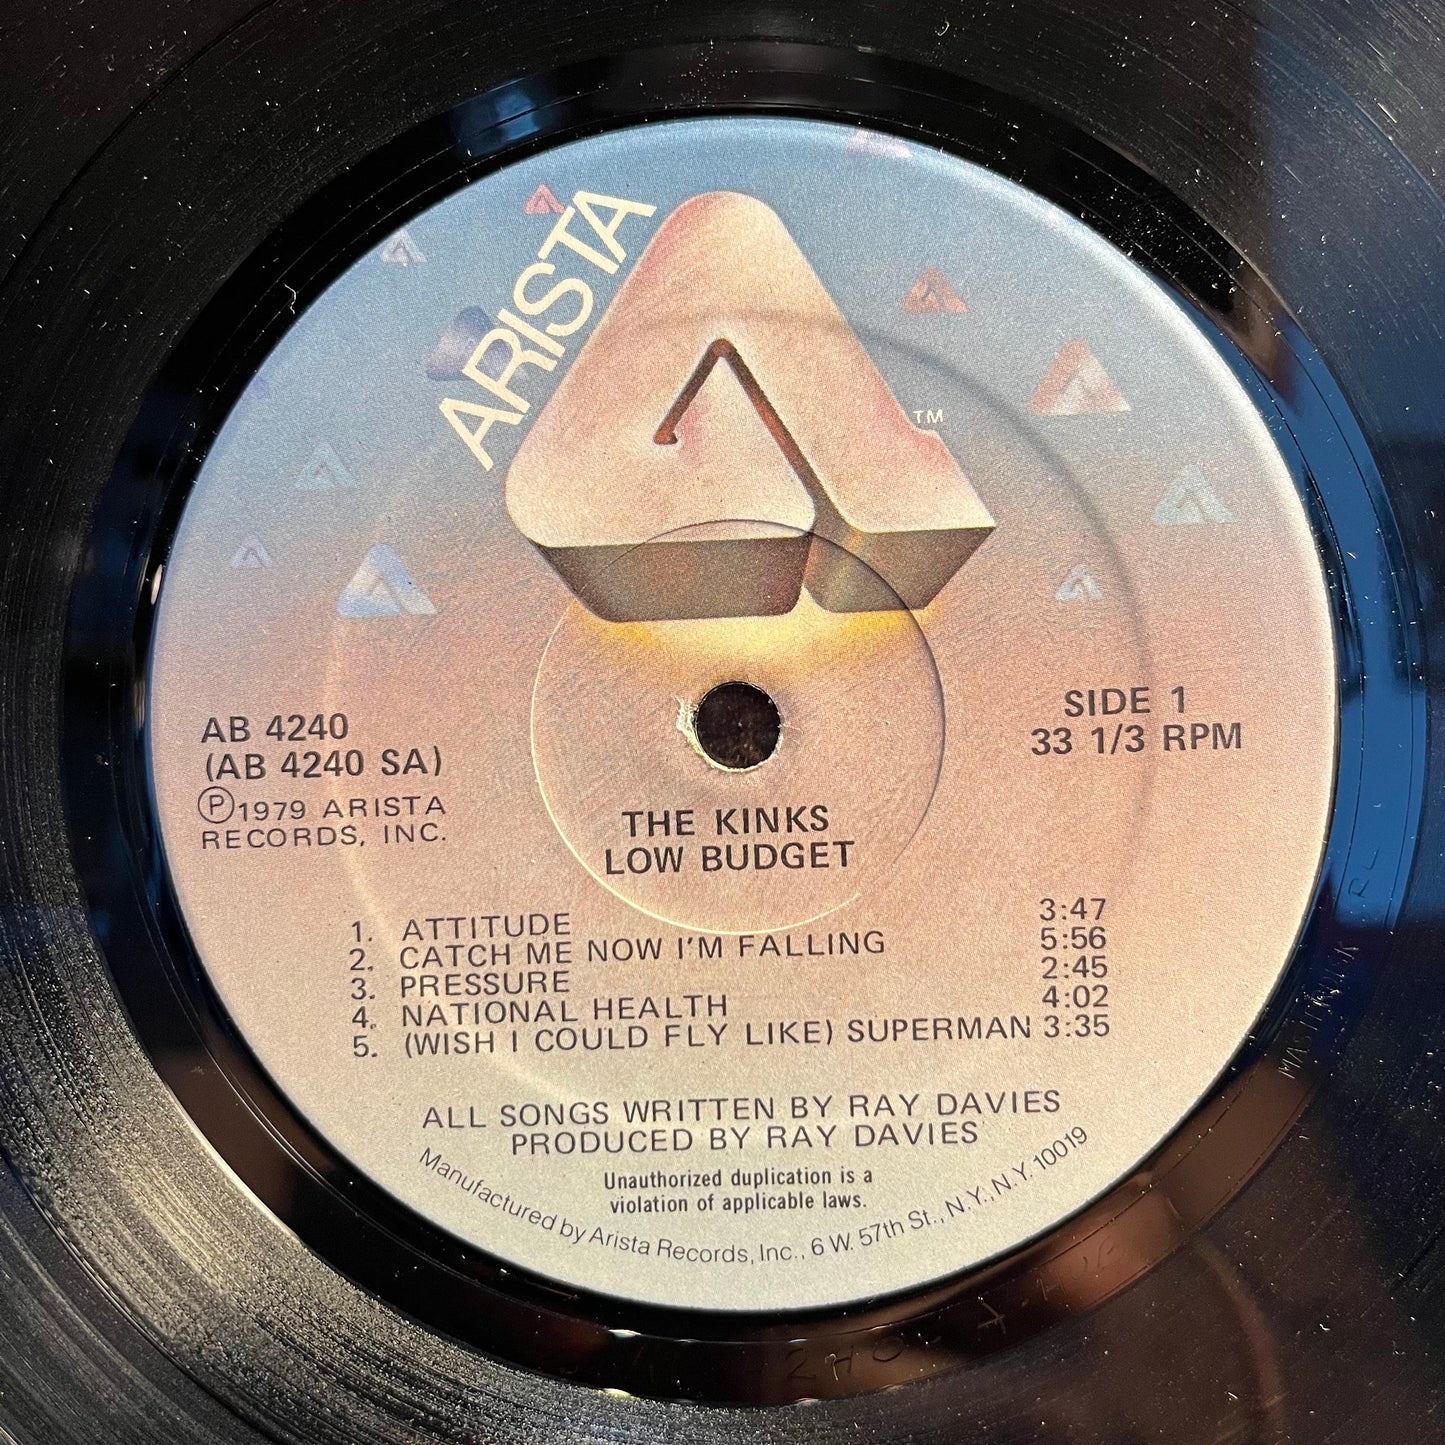 ARISTA
TM
AB 4240
(AB 4240 SA)
Ⓟ1979 ARISTA
RECORDS, INC.
SIDE 1
33 1/3 RPM
THE KINKS
LOW BUDGET
1. ATTITUDE 3:47
2. CATCH ME NOW I'M FALLING 5:56
3. PRESSURE 2:45
4. NATIONAL HEALTH 4:02
5. (WISH I COULD FLY LIKE) SUPERMAN 3:35
ALL SONGS WRITTEN BY RAY DAVIES
PRODUCED BY RAY DAVIES
Unauthorized duplication is a
violation of applicable laws.
Manufactured by Arista Records, Inc., 6 W. 57th St., N.Y., N.Y. 10019
RL